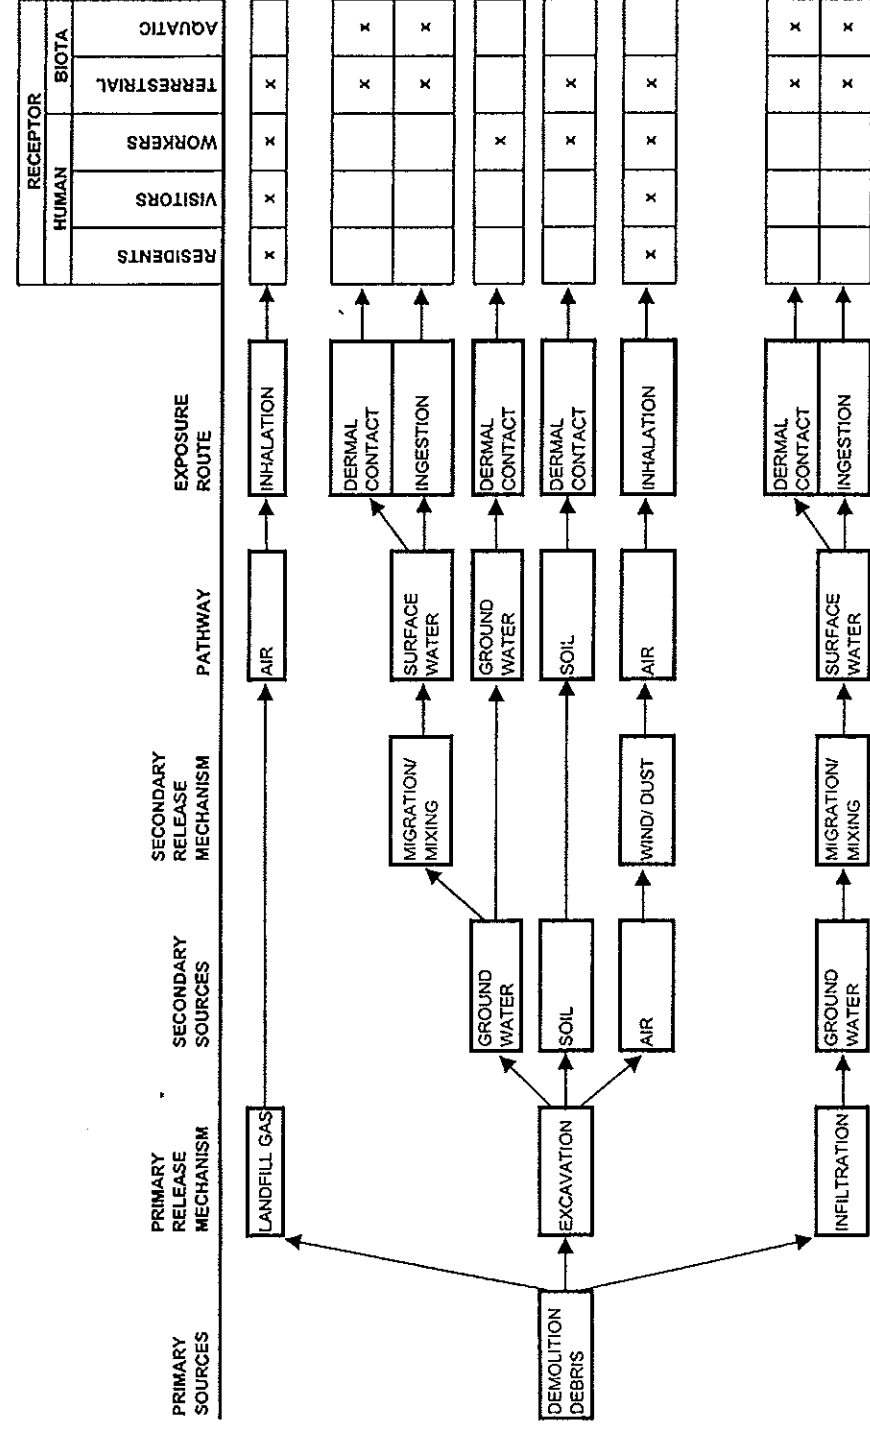 RECEPTOR
HUMAN
BIOTA
PRIMARY
SOURCES
PRIMARY
RELEASE
MECHANISM
SECONDARY
SOURCES
SECONDARY
RELEASE
MECHANISM
PATHWAY
EXPOSURE
ROUTE
RESIDENTS
VISITORS
WORKERS
TERRESTRIAL
AQUATIC
LANDFILL GAS
AIR
INHALATION
x
x
x
x
DERMAL
CONTACT
x
x
MIGRATION/
MIXING
SURFACE
WATER
INGESTION
x
x
GROUND
WATER
GROUND
WATER
DERMAL
CONTACT
x
DEMOLITION
DEBRIS
EXCAVATION
SOIL
SOIL
DERMAL
CONTACT
x
x
AIR
WIND/ DUST
AIR
INHALATION
x
x
x
x
DERMAL
CONTACT
x
x
INFILTRATION
GROUND
WATER
MIGRATION/
MIXING
SURFACE
WATER
INGESTION
x
x